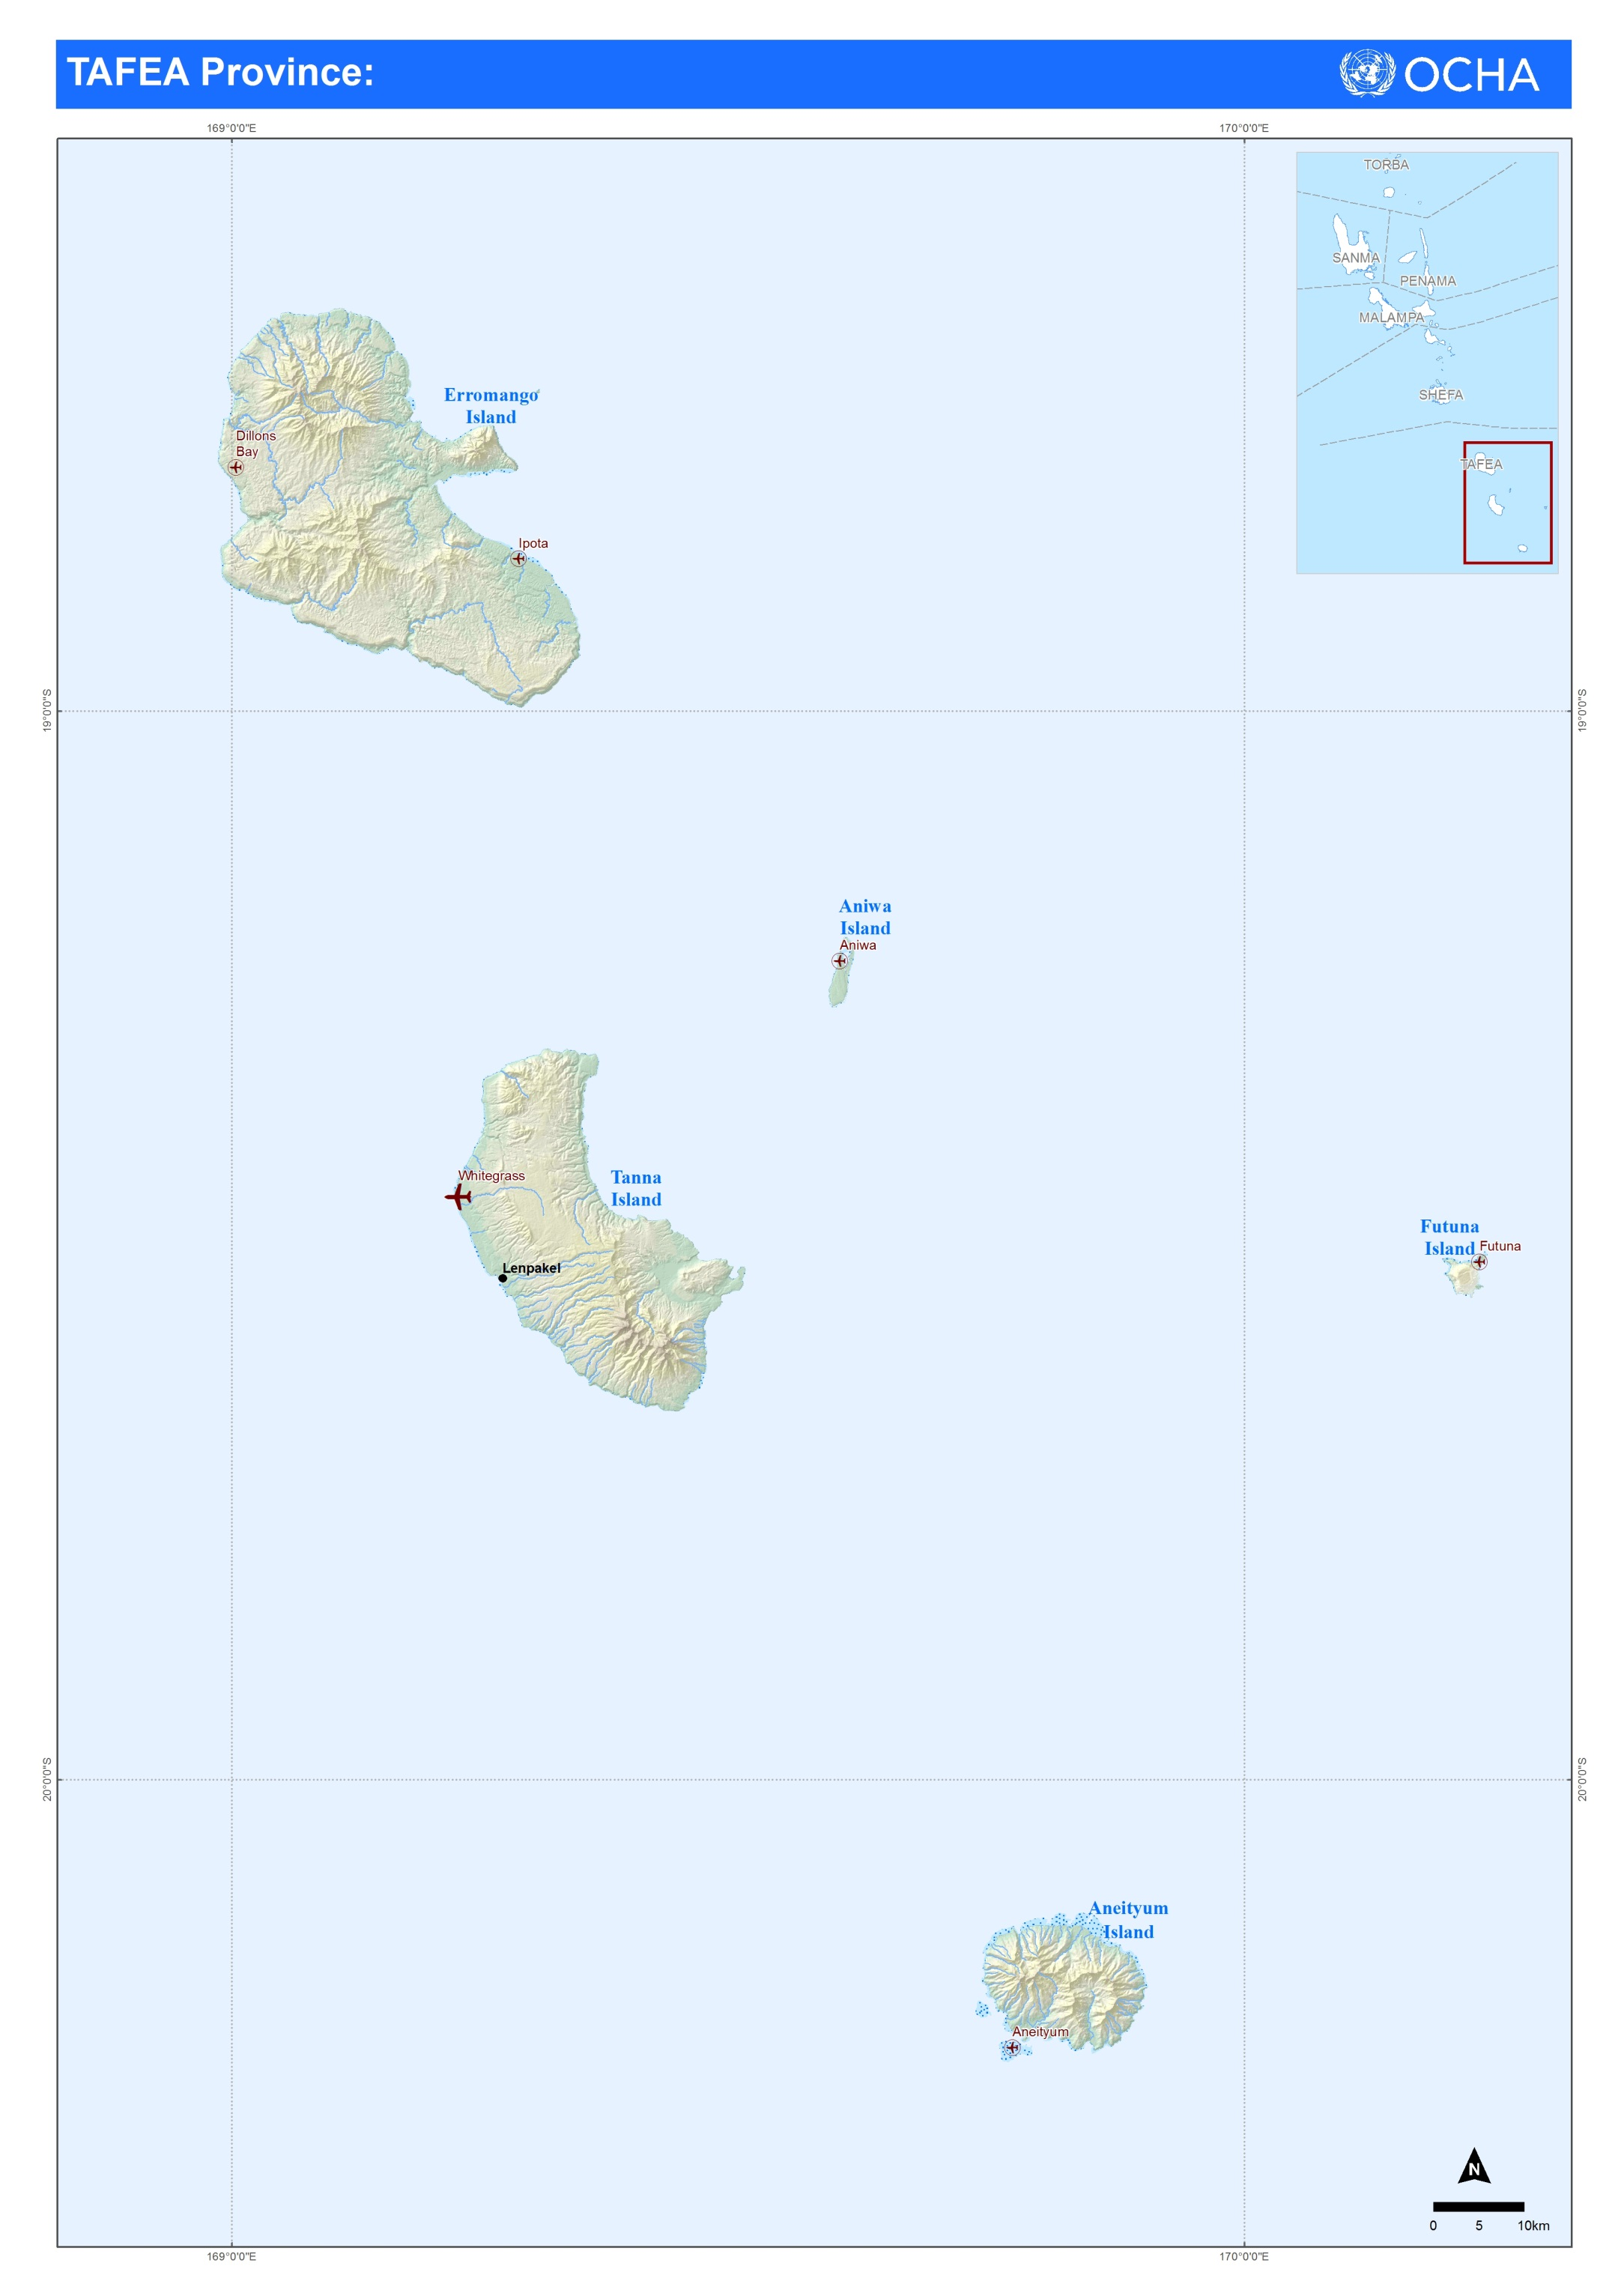 TAFEA Province:
OCHA
169°0'0"E
170°0'0"E
TORBA
SANMA
PENAMA
MALAMPA
SHEFA
TAFEA
Erromango
Island
Dillons
Bay
Ipota
19°0'0"S
19°0'0"S
Aniwa
Island
Aniwa
Whitegrass
Tanna
Island
Lenpakel
Futuna
Island
Futuna
20°0'0"S
20°0'0"S
Aneityum
Island
Aneityum
N
0 5 10km
169°0'0"E
170°0'0"E